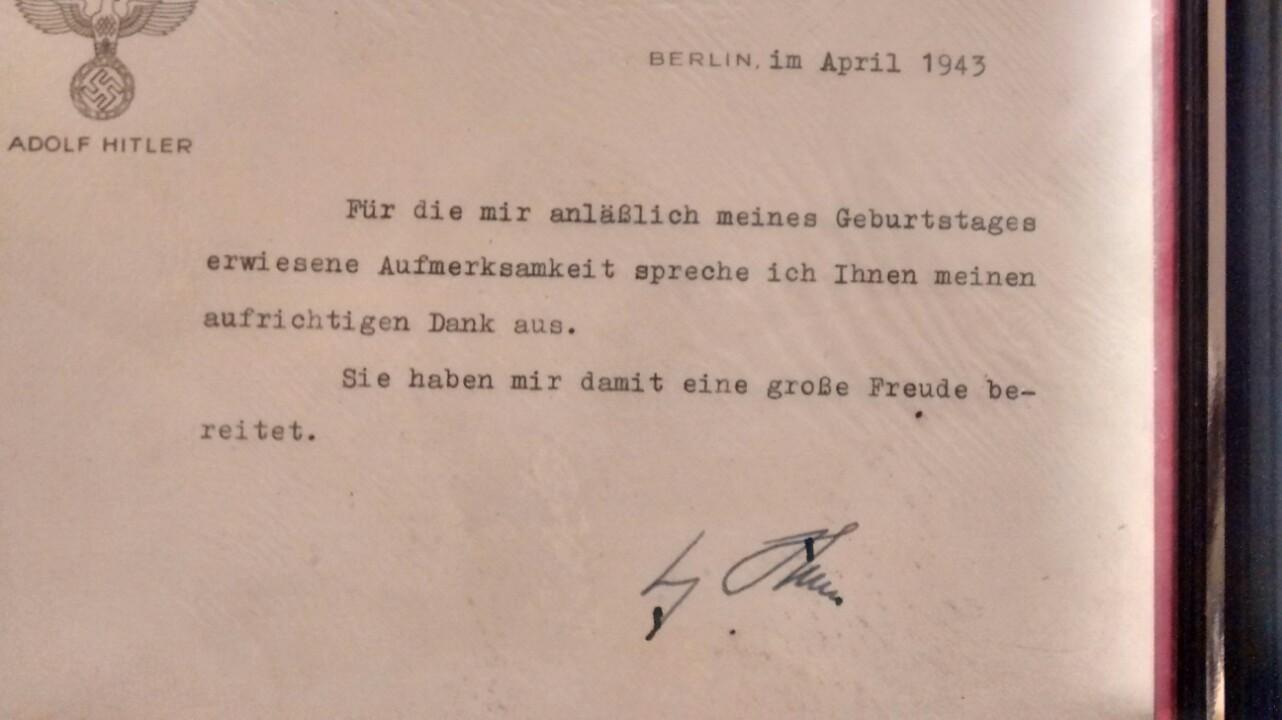 BERLIN, im April 1943
ADOLF HITLER
Für die mir anläßlich meines Geburtstages
erwiesene Aufmerksamkeit spreche ich Ihnen meinen
aufrichtigen Dank aus.
Sie haben mir damit eine große Freude be-
reitet.